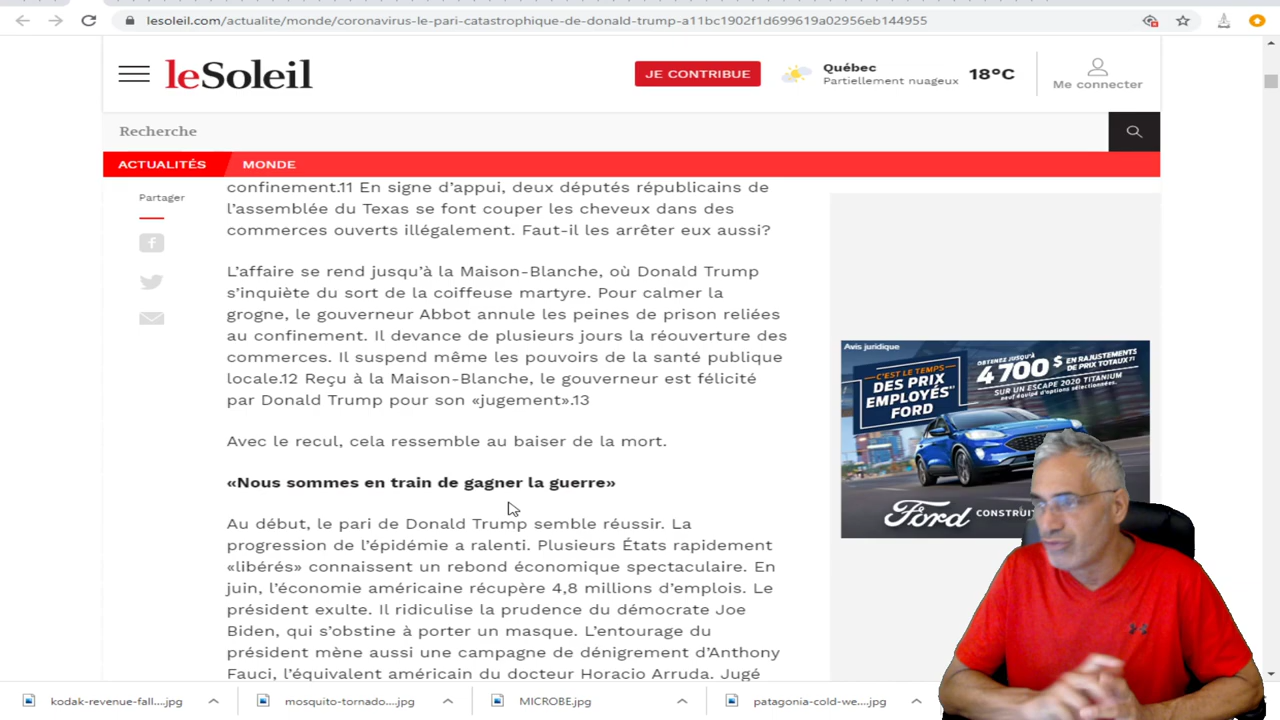 lesoleil.com/actualite/monde/coronavirus-le-pari-catastrophique-de-donald-trump-a11bc1902f1d699619a02956eb144955
leSoleil
JE CONTRIBUE
Québec
Partiellement nuageux
18°C
Me connecter
Recherche
ACTUALITÉS
MONDE
Partager
confinement.11 En signe d’appui, deux députés républicains de
l’assemblée du Texas se font couper les cheveux dans des
commerces ouverts illégalement. Faut-il les arrêter eux aussi?
L’affaire se rend jusqu’à la Maison-Blanche, où Donald Trump
s’inquiète du sort de la coiffeuse martyre. Pour calmer la
grogne, le gouverneur Abbot annule les peines de prison reliées
au confinement. Il devance de plusieurs jours la réouverture des
commerces. Il suspend même les pouvoirs de la santé publique
locale.12 Reçu à la Maison-Blanche, le gouverneur est félicité
par Donald Trump pour son «jugement».13
Avec le recul, cela ressemble au baiser de la mort.
«Nous sommes en train de gagner la guerre»
Au début, le pari de Donald Trump semble réussir. La
progression de l’épidémie a ralenti. Plusieurs États rapidement
«libérés» connaissent un rebond économique spectaculaire. En
juin, l’économie américaine récupère 4,8 millions d’emplois. Le
président exulte. Il ridiculise la prudence du démocrate Joe
Biden, qui s’obstine à porter un masque. L’entourage du
président mène aussi une campagne de dénigrement d’Anthony
Fauci, l’équivalent américain du docteur Horacio Arruda. Jugé
Avis juridique
C'EST LE TEMPS
DES PRIX
EMPLOYÉS
FORD
OBTENEZ JUSQU'À
4 700 $ EN RAJUSTEMENTS
DE PRIX TOTAUX
SUR UN ESCAPE 2020 TITANIUM
neuf équipé d'options sélectionnées.
Ford
CONSTRUIT
kodak-revenue-fall....jpg
mosquito-tornado....jpg
MICROBE.jpg
patagonia-cold-we....jpg